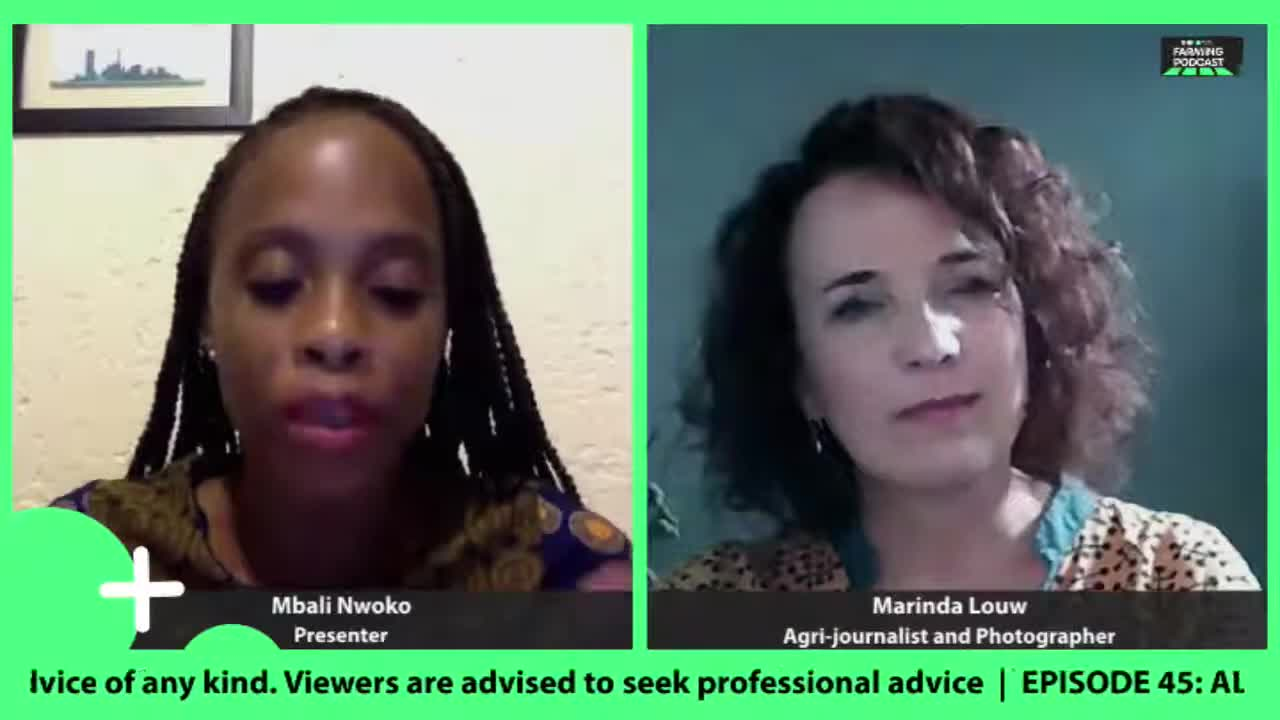 FARMING
PODCAST
Mbali Nwoko
Presenter
Marinda Louw
Agri-journalist and Photographer
lvice of any kind. Viewers are advised to seek professional advice | EPISODE 45: AL